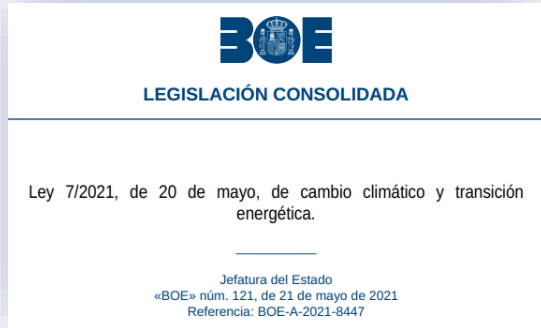 BOE
LEGISLACIÓN CONSOLIDADA
Ley 7/2021, de 20 de mayo, de cambio climático y transición
energética.
Jefatura del Estado
«BOE» núm. 121, de 21 de mayo de 2021
Referencia: BOE-A-2021-8447